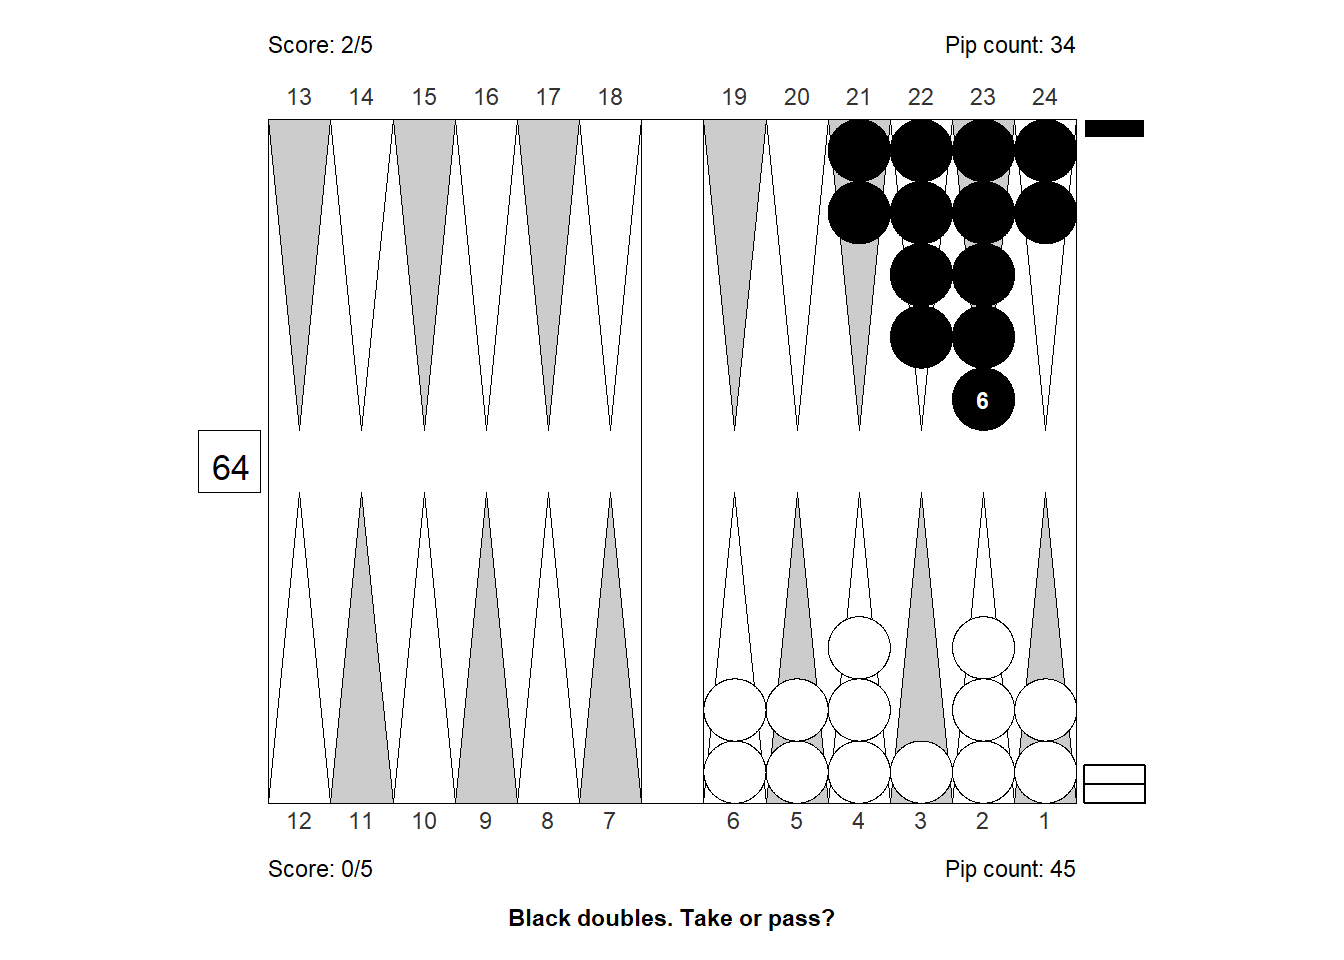 Score: 2/5 Pip count: 34
13 14 15 16 17 18 19 20 21 22 23 24
6
64
12 11 10 9 8 7 6 5 4 3 2 1
Score: 0/5 Pip count: 45
Black doubles. Take or pass?